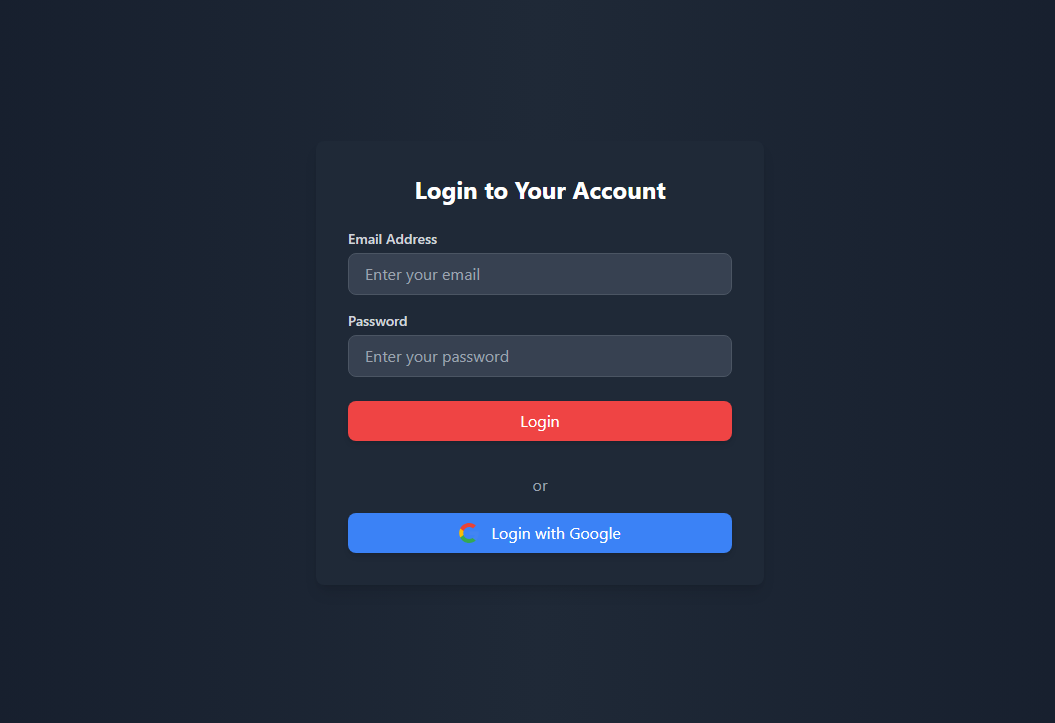 Login to Your Account
Email Address
Enter your email
Password
Enter your password
Login
or
Login with Google